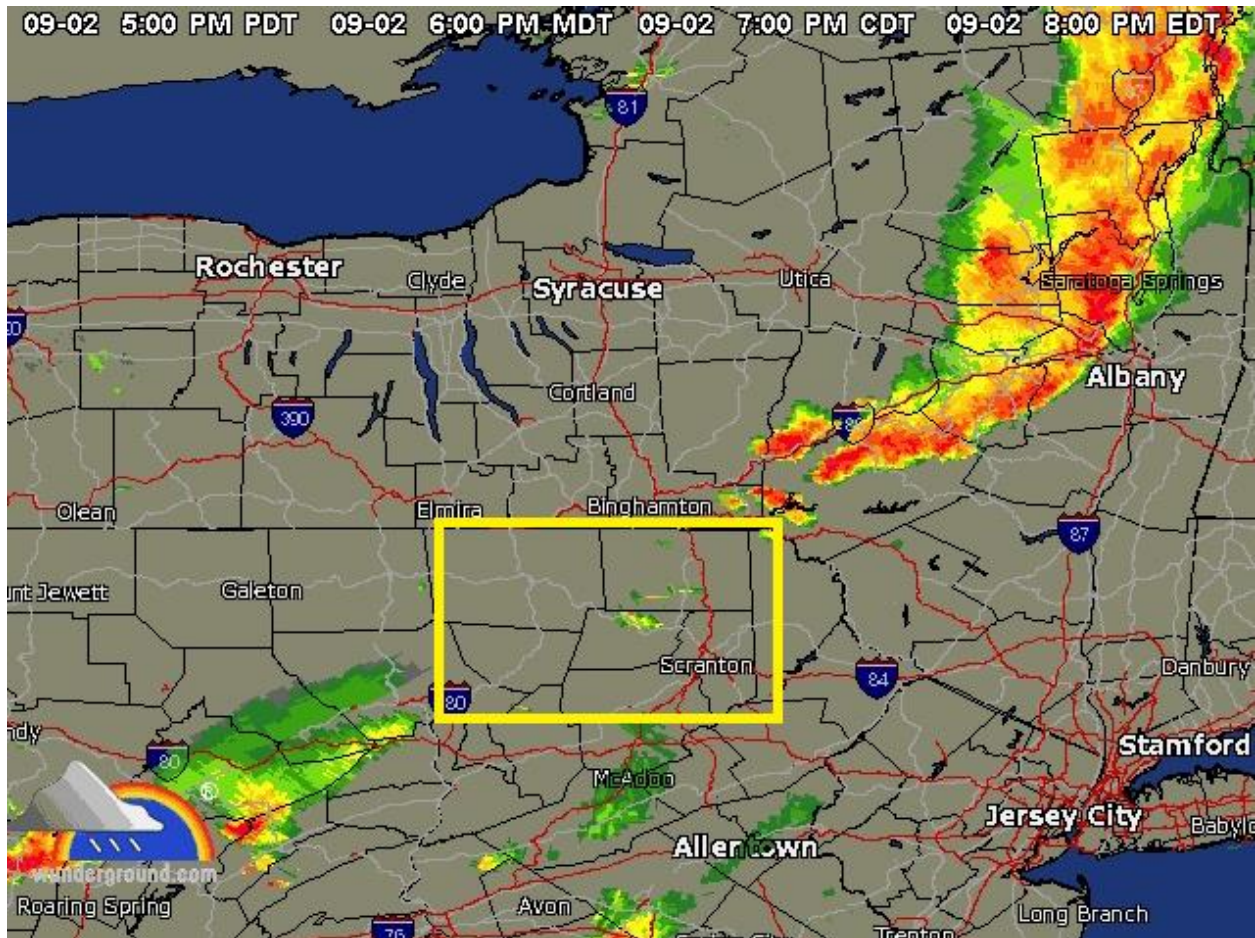 09-02 5:00 PM PDT 09-02 6:00 PM MDT 09-02 7:00 PM CDT 09-02 8:00 PM EDT
81
Rochester
Clyde
Syracuse
Utica
Saratoga Springs
Albany
390
Cortland
Olean
Elmira
Binghamton
87
unt Jewett
Galeton
Scranton
84
Danbury
80
80
Stamford
McAdoo
Jersey City
Allentown
wunderground.com
®
Roaring Spring
Avon
Long Branch
76
Trenton